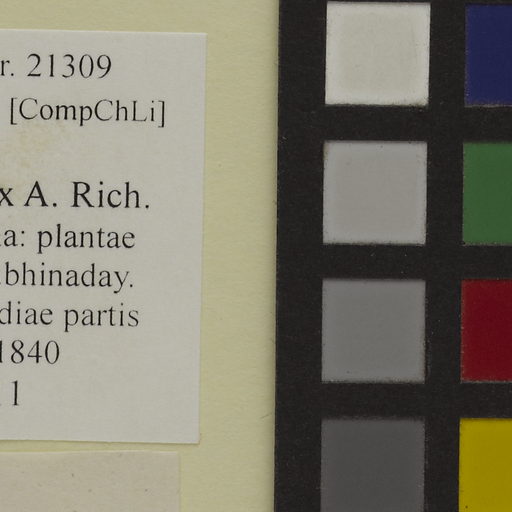 r. 21309
[CompChLi]
x A. Rich.
a: plantae
bhinaday.
diae partis
1840
1